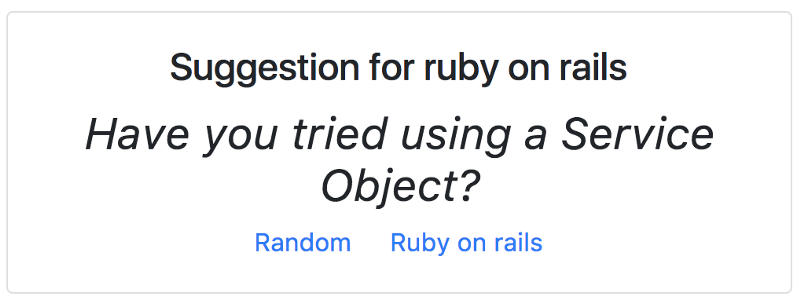 Suggestion for ruby on rails
Have you tried using a Service
Object?
Random Ruby on rails